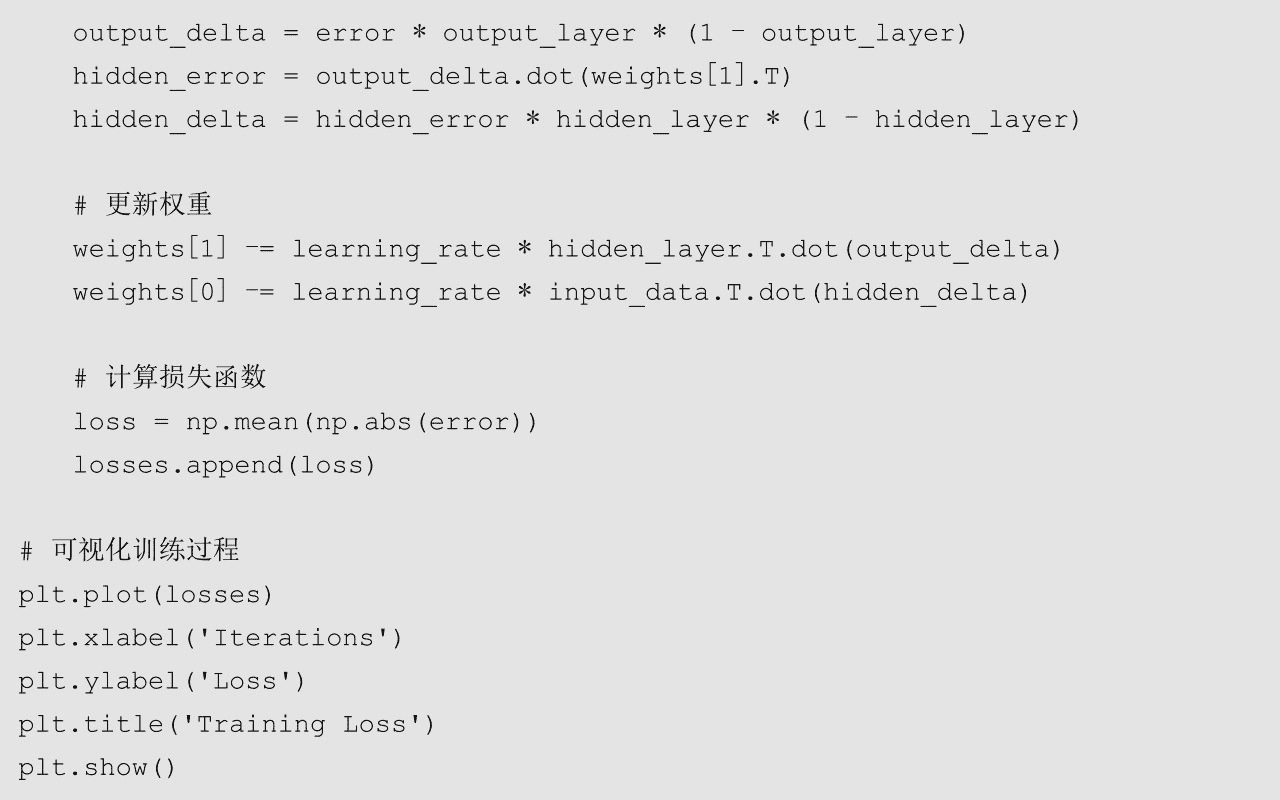 output_delta = error * output_layer * (1 - output_layer)
hidden_error = output_delta.dot(weights[1].T)
hidden_delta = hidden_error * hidden_layer * (1 - hidden_layer)
# 更新权重
weights[1] -= learning_rate * hidden_layer.T.dot(output_delta)
weights[0] -= learning_rate * input_data.T.dot(hidden_delta)
# 计算损失函数
loss = np.mean(np.abs(error))
losses.append(loss)
# 可视化训练过程
plt.plot(losses)
plt.xlabel('Iterations')
plt.ylabel('Loss')
plt.title('Training Loss')
plt.show()